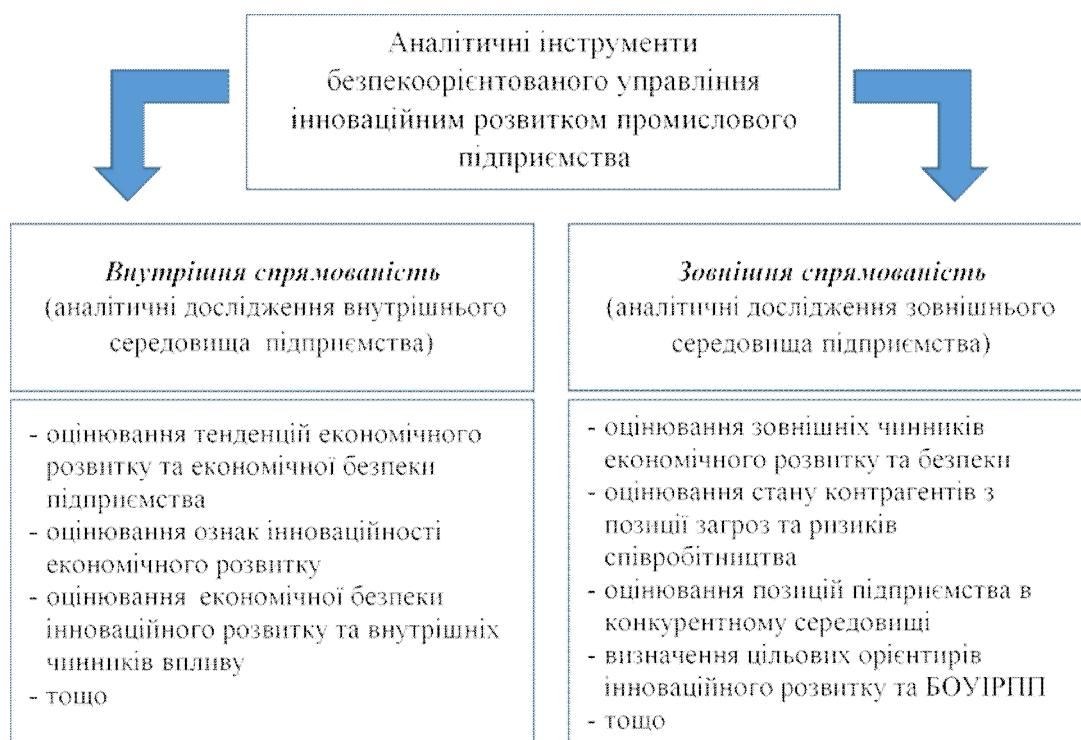 Аналітичні інструменти
безпекоорієнтованого управління
інноваційним розвитком промислового
підприємства
Внутрішня спрямованість
(аналітичні дослідження внутрішнього
середовища підприємства)
- оцінювання тенденцій економічного
розвитку та економічної безпеки
підприємства
- оцінювання ознак інноваційності
економічного розвитку
- оцінювання економічної безпеки
інноваційного розвитку та внутрішніх
чинників впливу
- тощо
Зовнішня спрямованість
(аналітичні дослідження зовнішнього
середовища підприємства)
- оцінювання зовнішніх чинників
економічного розвитку та безпеки
- оцінювання стану контрагентів з
позиції загроз та ризиків
співробітництва
- оцінювання позицій підприємства в
конкурентному середовищі
- визначення цільових орієнтирів
інноваційного розвитку та БОУІРПП
- тощо